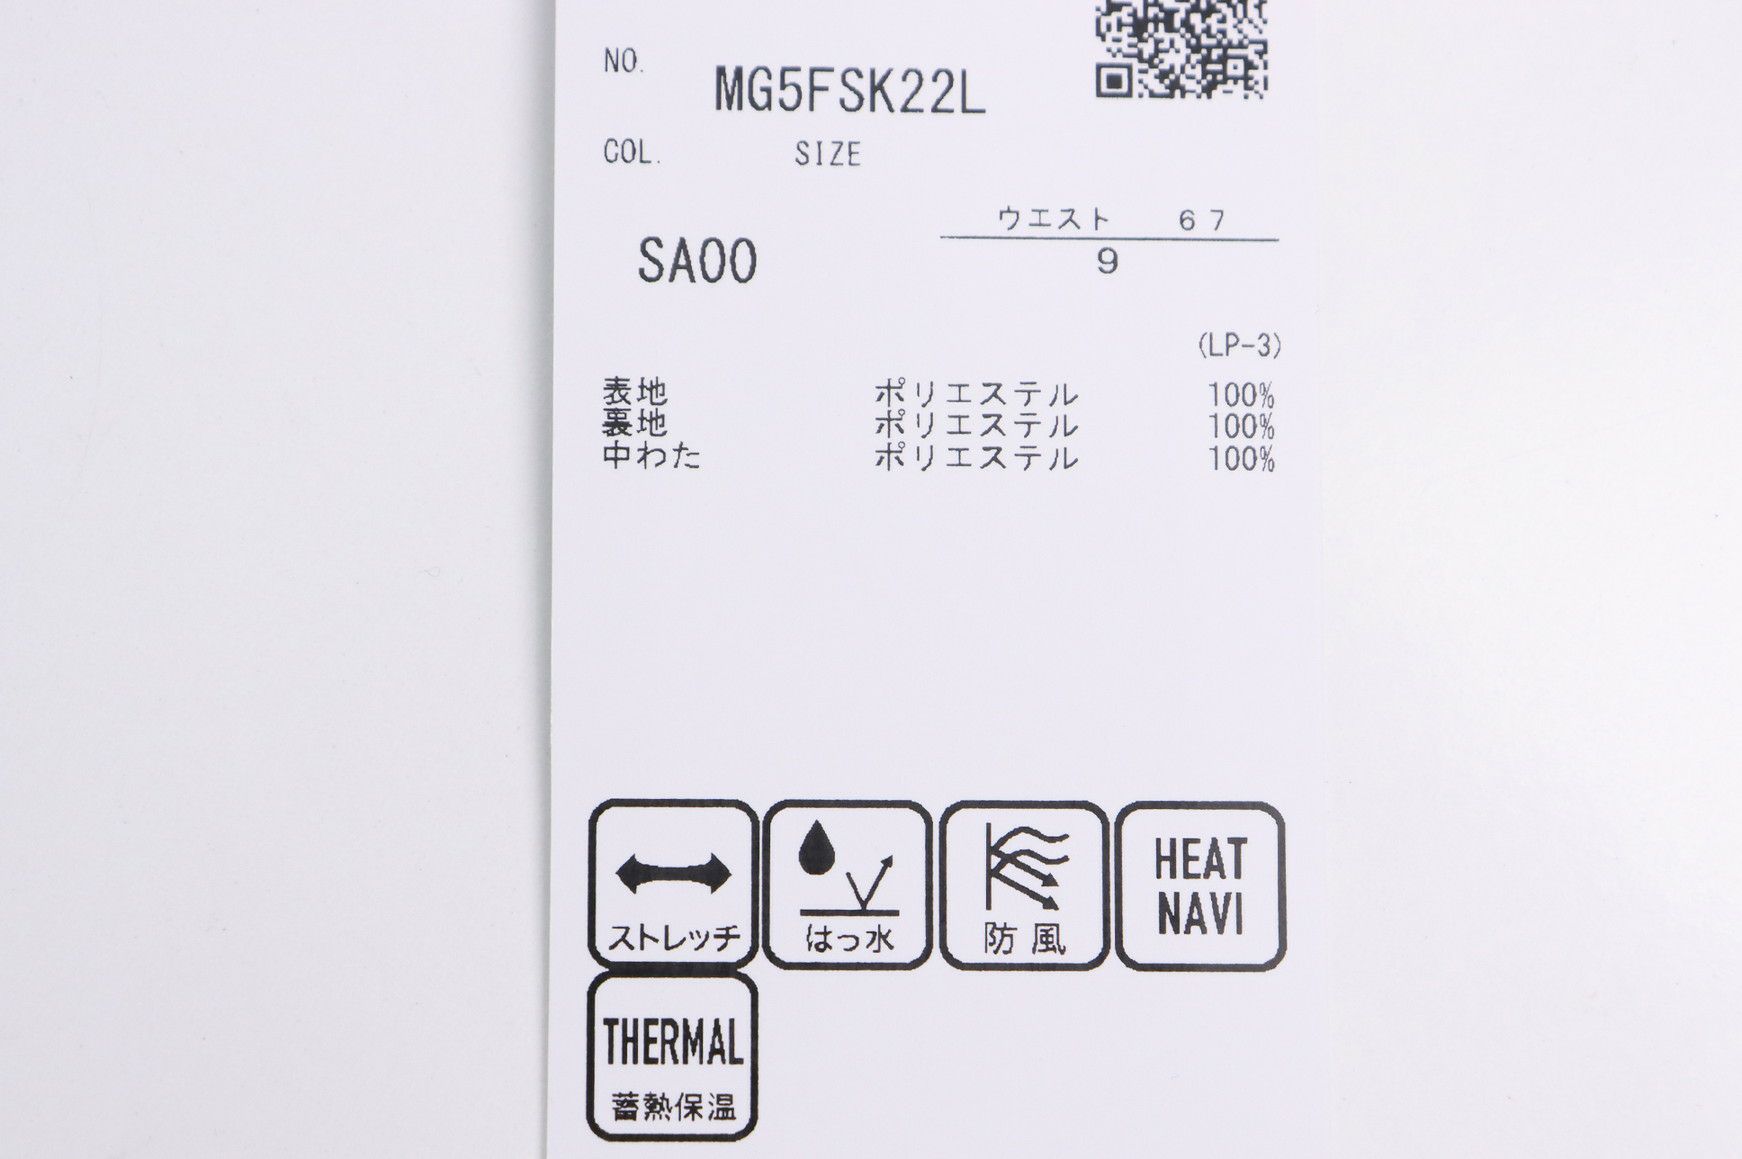 NO.
MG5FSK22L
COL. SIZE
ウエスト 67
SA00 9
(LP-3)
表地 ポリエステル 100%
裏地 ポリエステル 100%
中わた ポリエステル 100%
ストレッチ
はっ水
防風
HEAT
NAVI
THERMAL
蓄熱保温